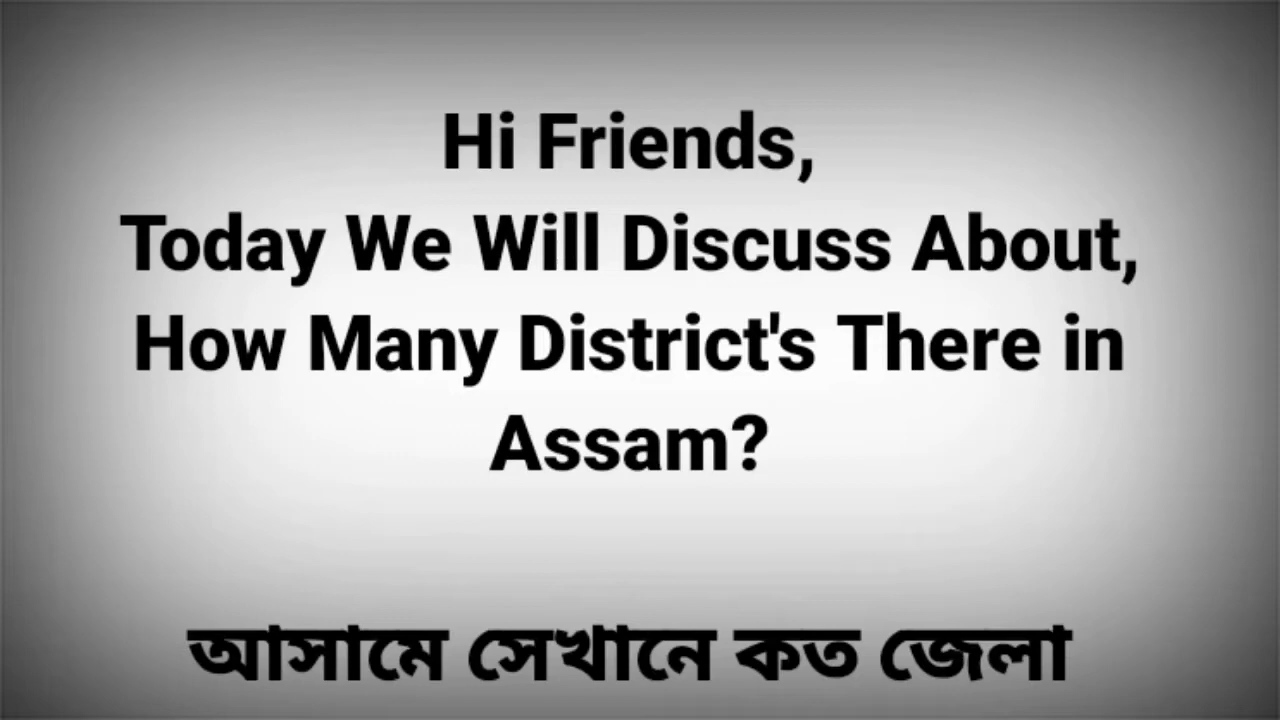 Hi Friends,
Today We Will Discuss About,
How Many District's There in
Assam?
আসামে সেখানে কত জেলা